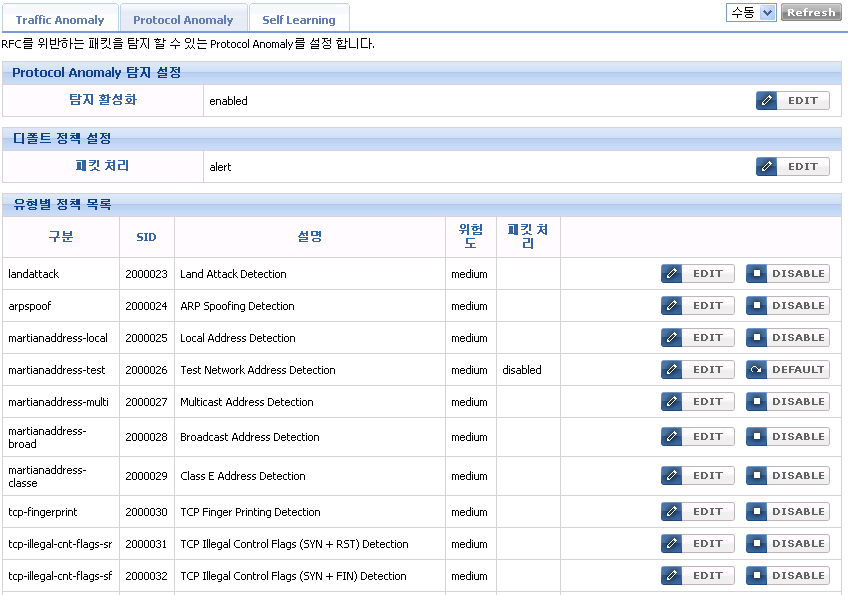 Traffic Anomaly Protocol Anomaly Self Learning 수동 Refresh
RFC를 위반하는 패킷을 탐지 할 수 있는 Protocol Anomaly를 설정 합니다.
Protocol Anomaly 탐지 설정
탐지 활성화 enabled EDIT
디폴트 정책 설정
패킷 처리 alert EDIT
유형별 정책 목록
구분 SID 설명 위험
도 패킷 처
리
landattack 2000023 Land Attack Detection medium EDIT DISABLE
arpspoof 2000024 ARP Spoofing Detection medium EDIT DISABLE
martianaddress-local 2000025 Local Address Detection medium EDIT DISABLE
martianaddress-test 2000026 Test Network Address Detection medium disabled EDIT DEFAULT
martianaddress-multi 2000027 Multicast Address Detection medium EDIT DISABLE
martianaddress-
broad 2000028 Broadcast Address Detection medium EDIT DISABLE
martianaddress-
classe 2000029 Class E Address Detection medium EDIT DISABLE
tcp-fingerprint 2000030 TCP Finger Printing Detection medium EDIT DISABLE
tcp-illegal-cnt-flags-sr 2000031 TCP Illegal Control Flags (SYN + RST) Detection medium EDIT DISABLE
tcp-illegal-cnt-flags-sf 2000032 TCP Illegal Control Flags (SYN + FIN) Detection medium EDIT DISABLE